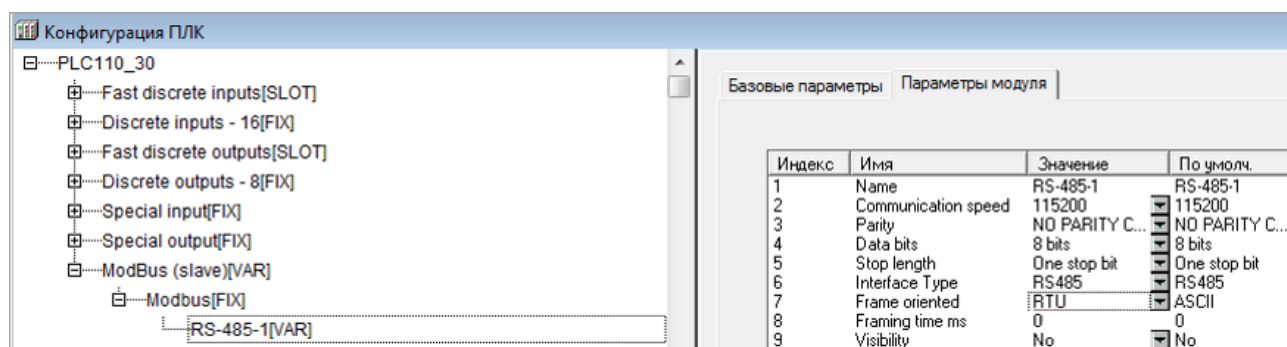 Конфигурация ПЛК
PLC110_30
Fast discrete inputs[SLOT]
Discrete inputs - 16[FIX]
Fast discrete outputs[SLOT]
Discrete outputs - 8[FIX]
Special input[FIX]
Special output[FIX]
ModBus (slave)[VAR]
Modbus[FIX]
RS-485-1[VAR]
Базовые параметры Параметры модуля
Индекс Имя Значение По умолч.
1 Name RS-485-1 RS-485-1
2 Communication speed 115200 115200
3 Parity NO PARITY C... NO PARITY C...
4 Data bits 8 bits 8 bits
5 Stop length One stop bit One stop bit
6 Interface Type RS485 RS485
7 Frame oriented RTU ASCII
8 Framing time ms 0 0
9 Visibility No No